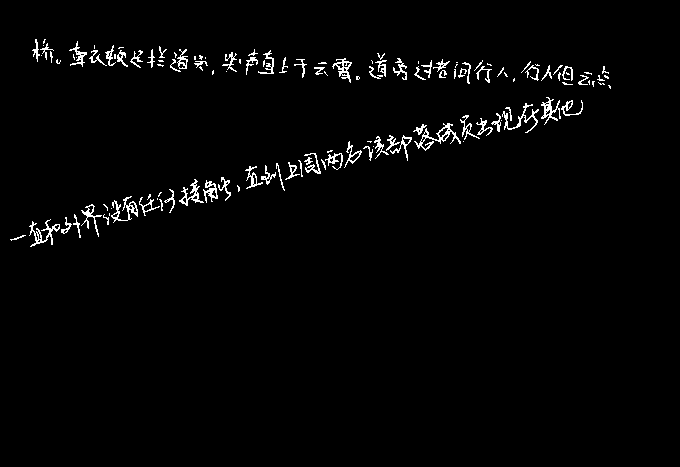 桥。牵衣顿足拦道哭，哭声直上干云霄。道旁过者问行人，行人但云点
一直和外界没有任何接触，直到上周两名该部落成员出现在其他